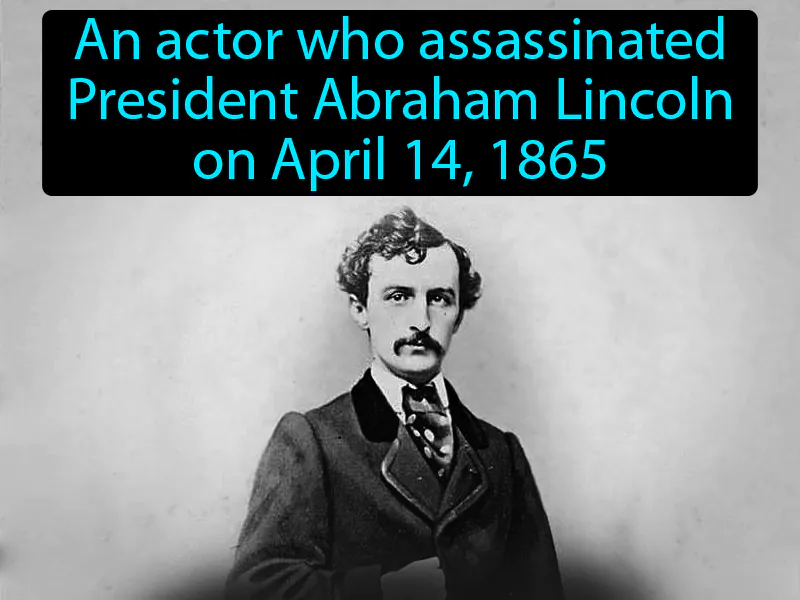 An actor who assassinated
President Abraham Lincoln
on April 14, 1865